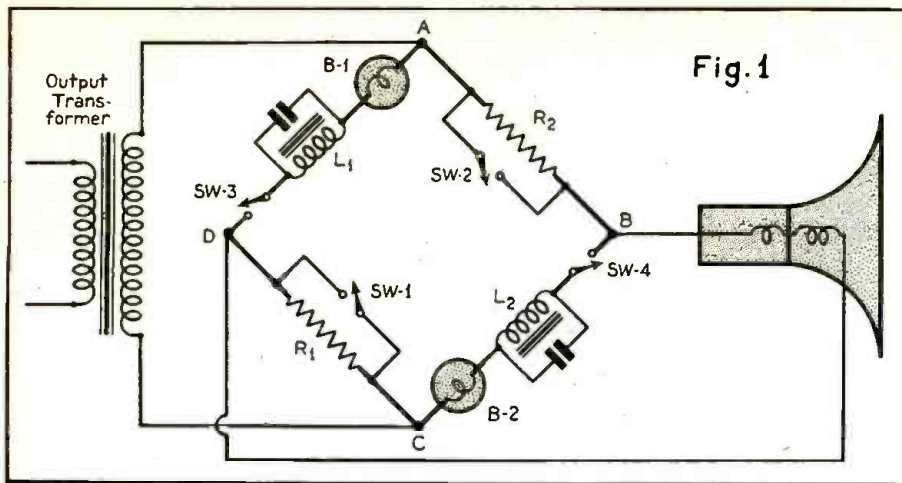 Fig. 1
A
B-1
Output
Trans-
former
R2
L1
SW-2
SW-3
D
B
SW-1
SW-4
L2
R1
B-2
C